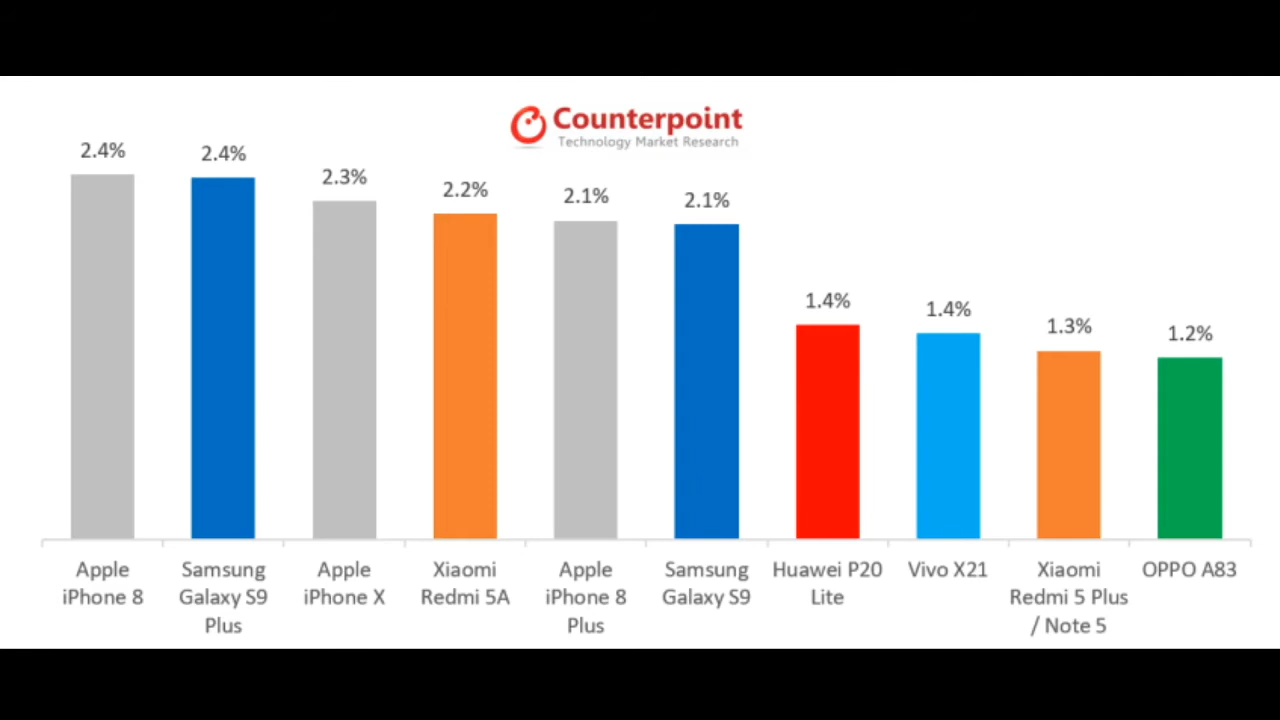 Counterpoint
Technology Market Research
2.4%
2.4%
2.3%
2.2%
2.1%
2.1%
1.4%
1.4%
1.3%
1.2%
Apple
iPhone 8
Samsung
Galaxy S9
Plus
Apple
iPhone X
Xiaomi
Redmi 5A
Apple
iPhone 8
Plus
Samsung
Galaxy S9
Huawei P20
Lite
Vivo X21
Xiaomi
Redmi 5 Plus
/ Note 5
OPPO A83